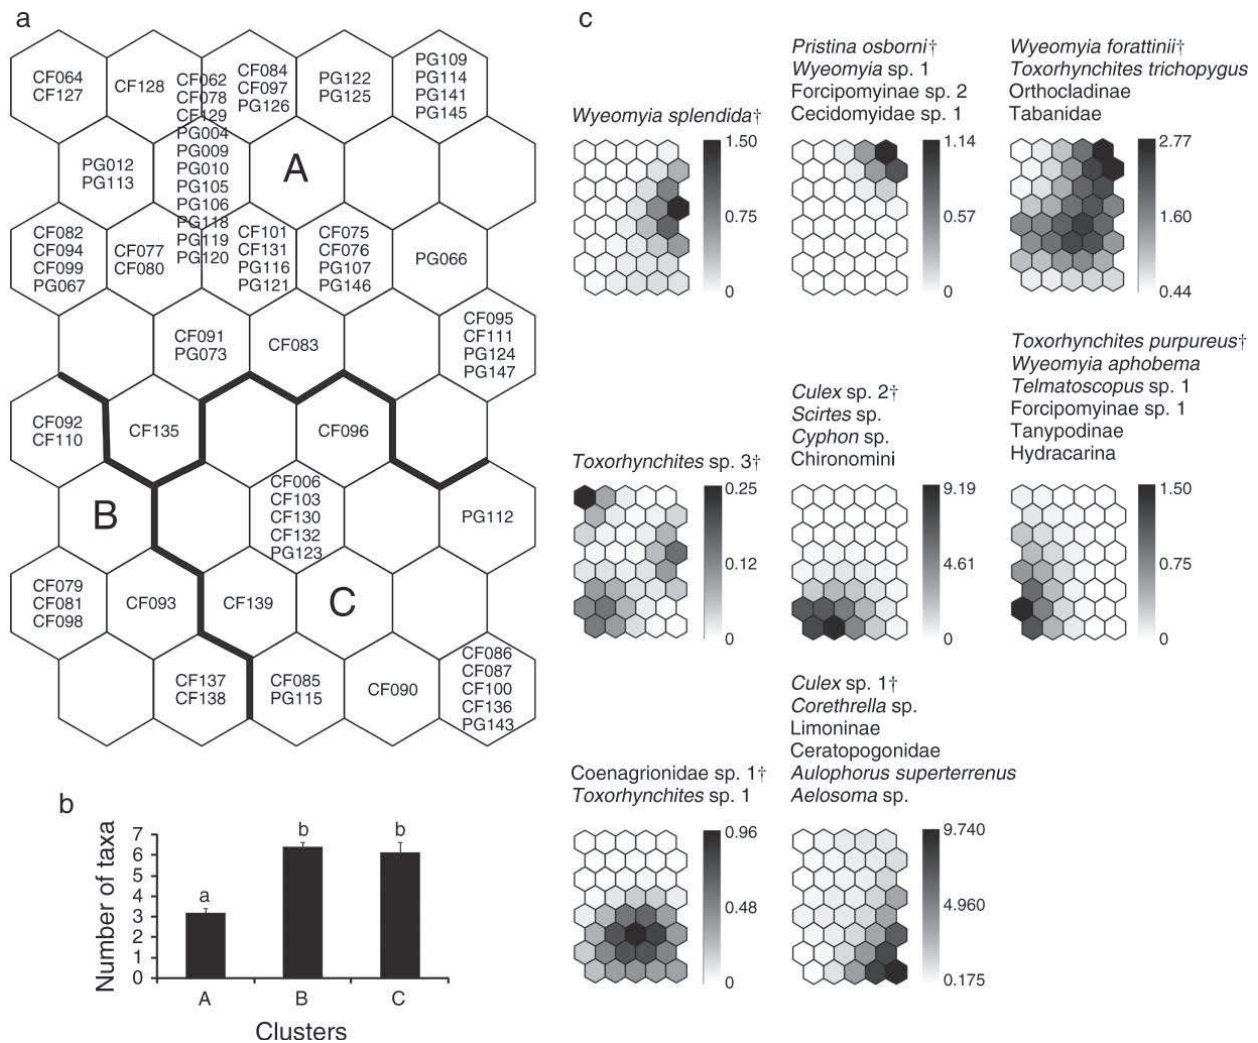 a
CF064
CF127
CF128
CF062
CF078
CF129
PG004
PG009
PG010
PG105
PG106
PG118
PG119
PG120
CF084
CF097
PG126
PG122
PG125
PG109
PG114
PG141
PG145
PG012
PG113
A
CF082
CF094
CF099
PG067
CF077
CF080
CF101
CF131
PG116
PG121
CF075
CF076
PG107
PG146
PG066
CF091
PG073
CF083
CF095
CF111
PG124
PG147
CF092
CF110
CF135
CF096
B
CF006
CF103
CF130
CF132
PG123
PG112
CF079
CF081
CF098
CF093
CF139
C
CF137
CF138
CF085
PG115
CF090
CF086
CF087
CF100
CF136
PG143
b
Number of taxa
7
6
5
4
3
2
1
0
a
b
b
A
B
C
Clusters
c
Wyeomyia splendida†
1.50
0.75
0
Pristina osborni†
Wyeomyia sp. 1
Forcipomyinae sp. 2
Cecidomyidae sp. 1
1.14
0.57
0
Wyeomyia forattinii†
Toxorhynchites trichopygus
Orthocladinae
Tabanidae
2.77
1.60
0.44
Toxorhynchites sp. 3†
0.25
0.12
0
Culex sp. 2†
Scirtes sp.
Cyphon sp.
Chironomini
9.19
4.61
0
Toxorhynchites purpureus†
Wyeomyia aphobema
Telmatoscopus sp. 1
Forcipomyinae sp. 1
Tanypodinae
Hydracarina
1.50
0.75
0
Coenagrionidae sp. 1†
Toxorhynchites sp. 1
0.96
0.48
0
Culex sp. 1†
Corethrella sp.
Limoninae
Ceratopogonidae
Aulophorus superterrenus
Aelosoma sp.
9.740
4.960
0.175